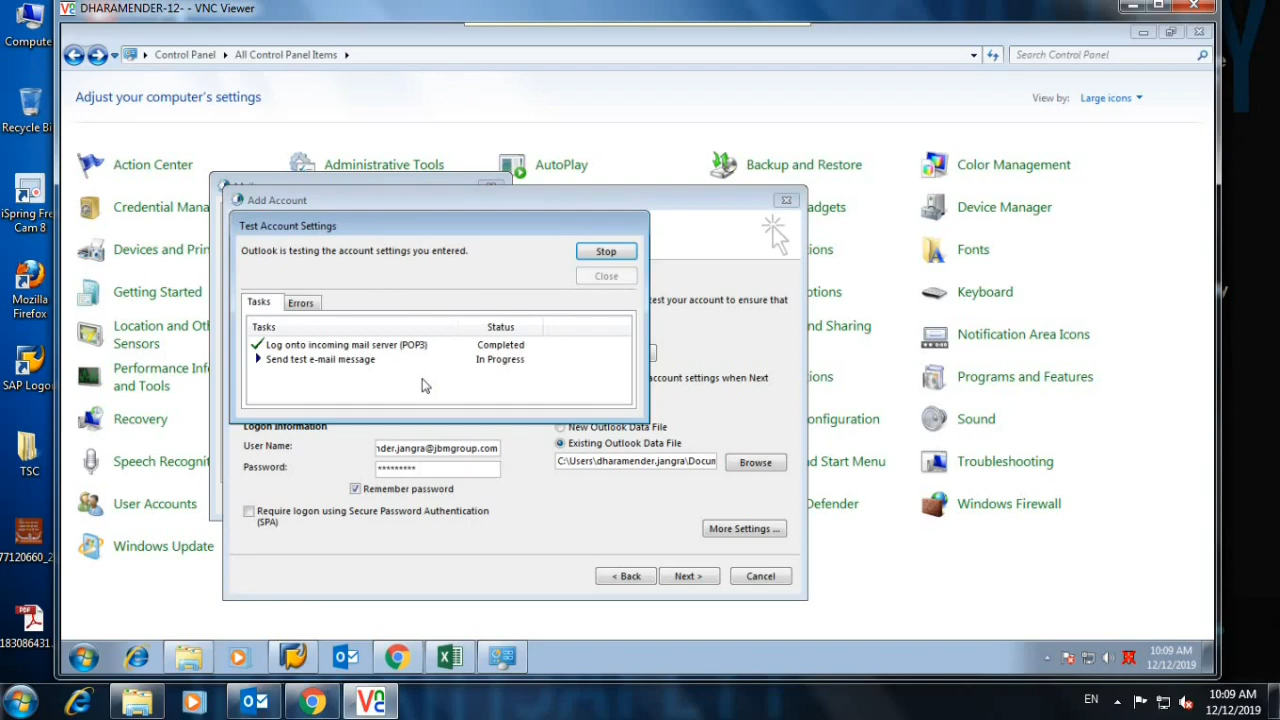 DHARAMENDER-12- - VNC Viewer
Control Panel
All Control Panel Items
Search Control Panel
Adjust your computer's settings
View by: Large icons
Action Center
Administrative Tools
AutoPlay
Backup and Restore
Color Management
Credential Mana
adgets
Device Manager
Devices and Prin
Fonts
Getting Started
Keyboard
Location and Oth
Sensors
nd Sharing
Notification Area Icons
Performance Info
and Tools
Programs and Features
Recovery
Sound
Speech Recogni
d Start Menu
Troubleshooting
User Accounts
Defender
Windows Firewall
Windows Update
Add Account
Test Account Settings
Outlook is testing the account settings you entered.
Stop
Close
Tasks
Errors
Tasks
Status
Log onto incoming mail server (POP3)
Completed
Send test e-mail message
In Progress
test your account to ensure that
account settings when Next
Logon Information
User Name:
nder.jangra@jbmgroup.com
Password:
*********
Remember password
Require logon using Secure Password Authentication
(SPA)
New Outlook Data File
Existing Outlook Data File
C:\Users\dharamender.jangra\Docum
Browse
More Settings ...
< Back
Next >
Cancel
10:09 AM
12/12/2019
Compute
Recycle Bi
iSpring Fre
Cam 8
Mozilla
Firefox
SAP Logo
TSC
77120660_2
183086431
EN
10:09 AM
12/12/2019